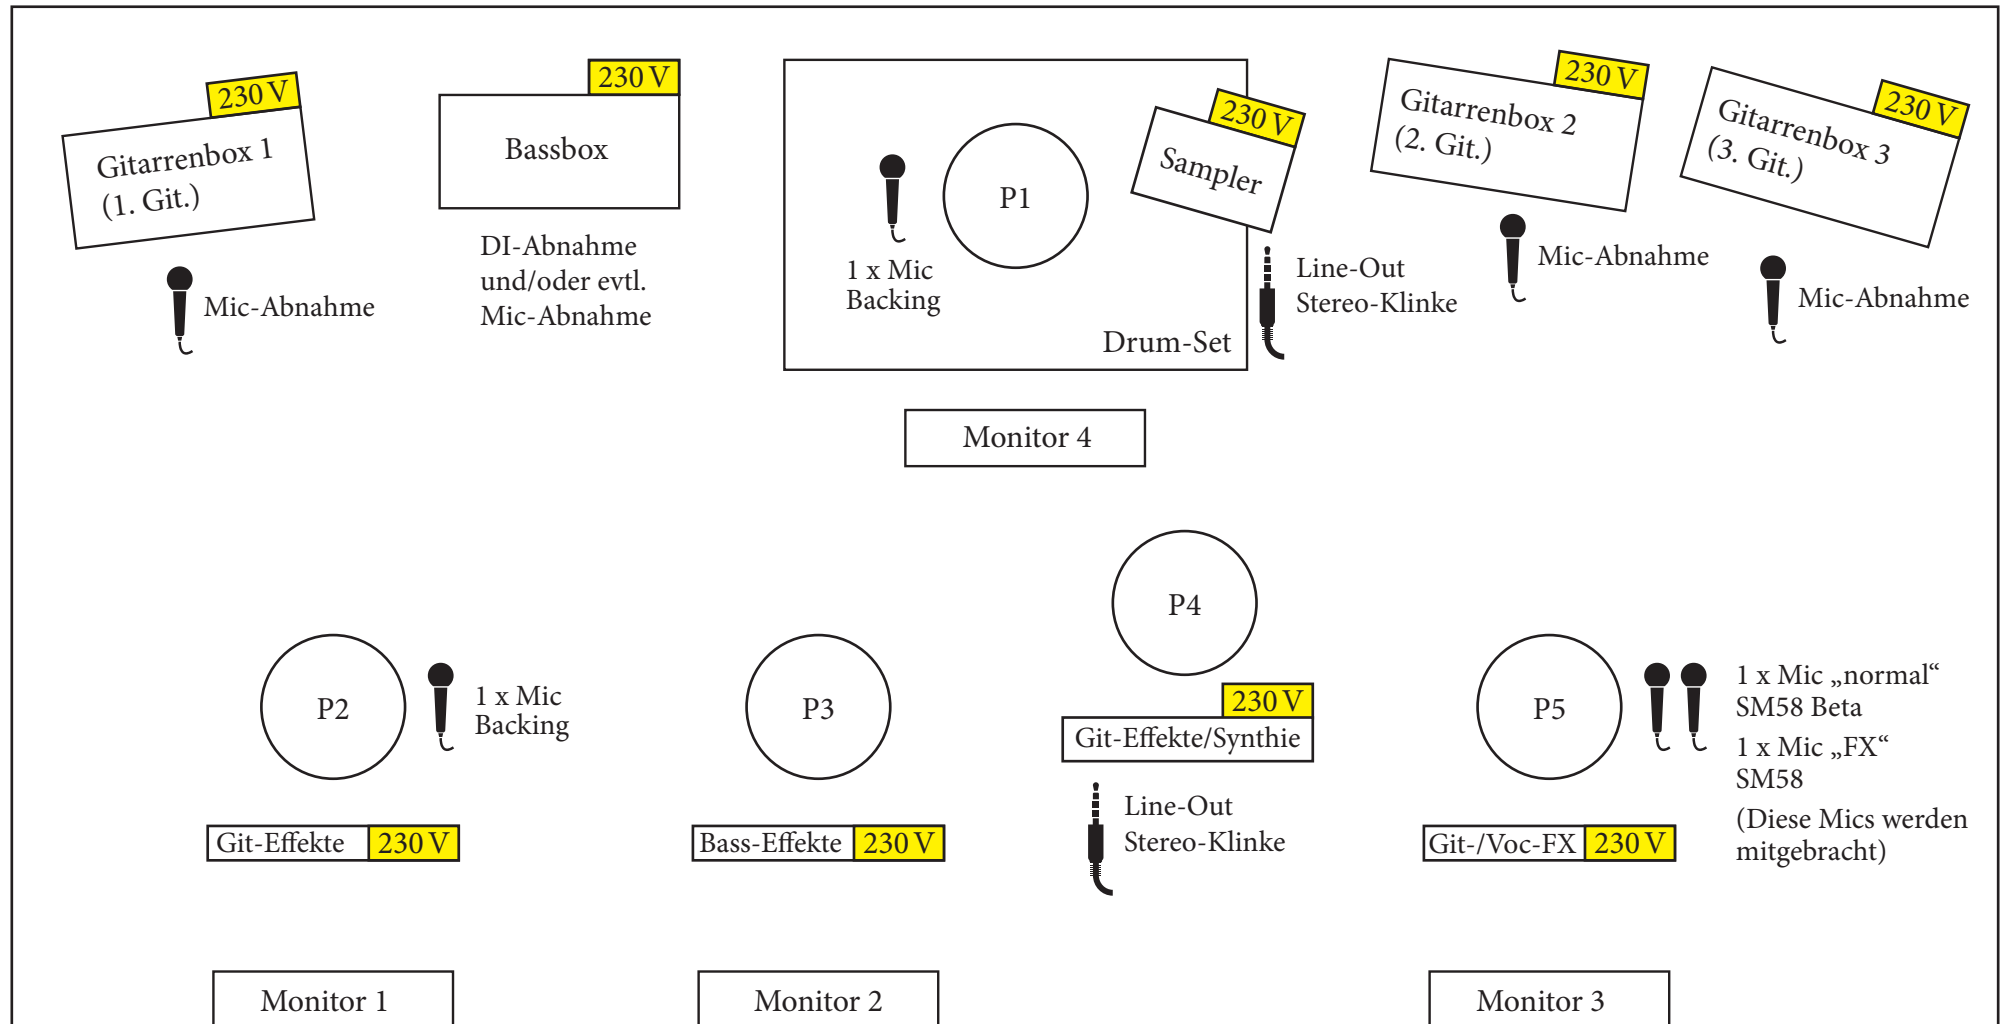 230 V
Gitarrenbox 1
(1. Git.)
Mic-Abnahme
230 V
Bassbox
DI-Abnahme
und/oder evtl.
Mic-Abnahme
P1
1 x Mic
Backing
Drum-Set
230 V
Sampler
Line-Out
Stereo-Klinke
230 V
Gitarrenbox 2
(2. Git.)
Mic-Abnahme
230 V
Gitarrenbox 3
(3. Git.)
Mic-Abnahme
Monitor 4
P2
1 x Mic
Backing
Git-Effekte 230 V
P3
Bass-Effekte 230 V
P4
230 V
Git-Effekte/Synthie
Line-Out
Stereo-Klinke
P5
1 x Mic „normal“
SM58 Beta
1 x Mic „FX“
SM58
(Diese Mics werden
mitgebracht)
Git-/Voc-FX 230 V
Monitor 1
Monitor 2
Monitor 3